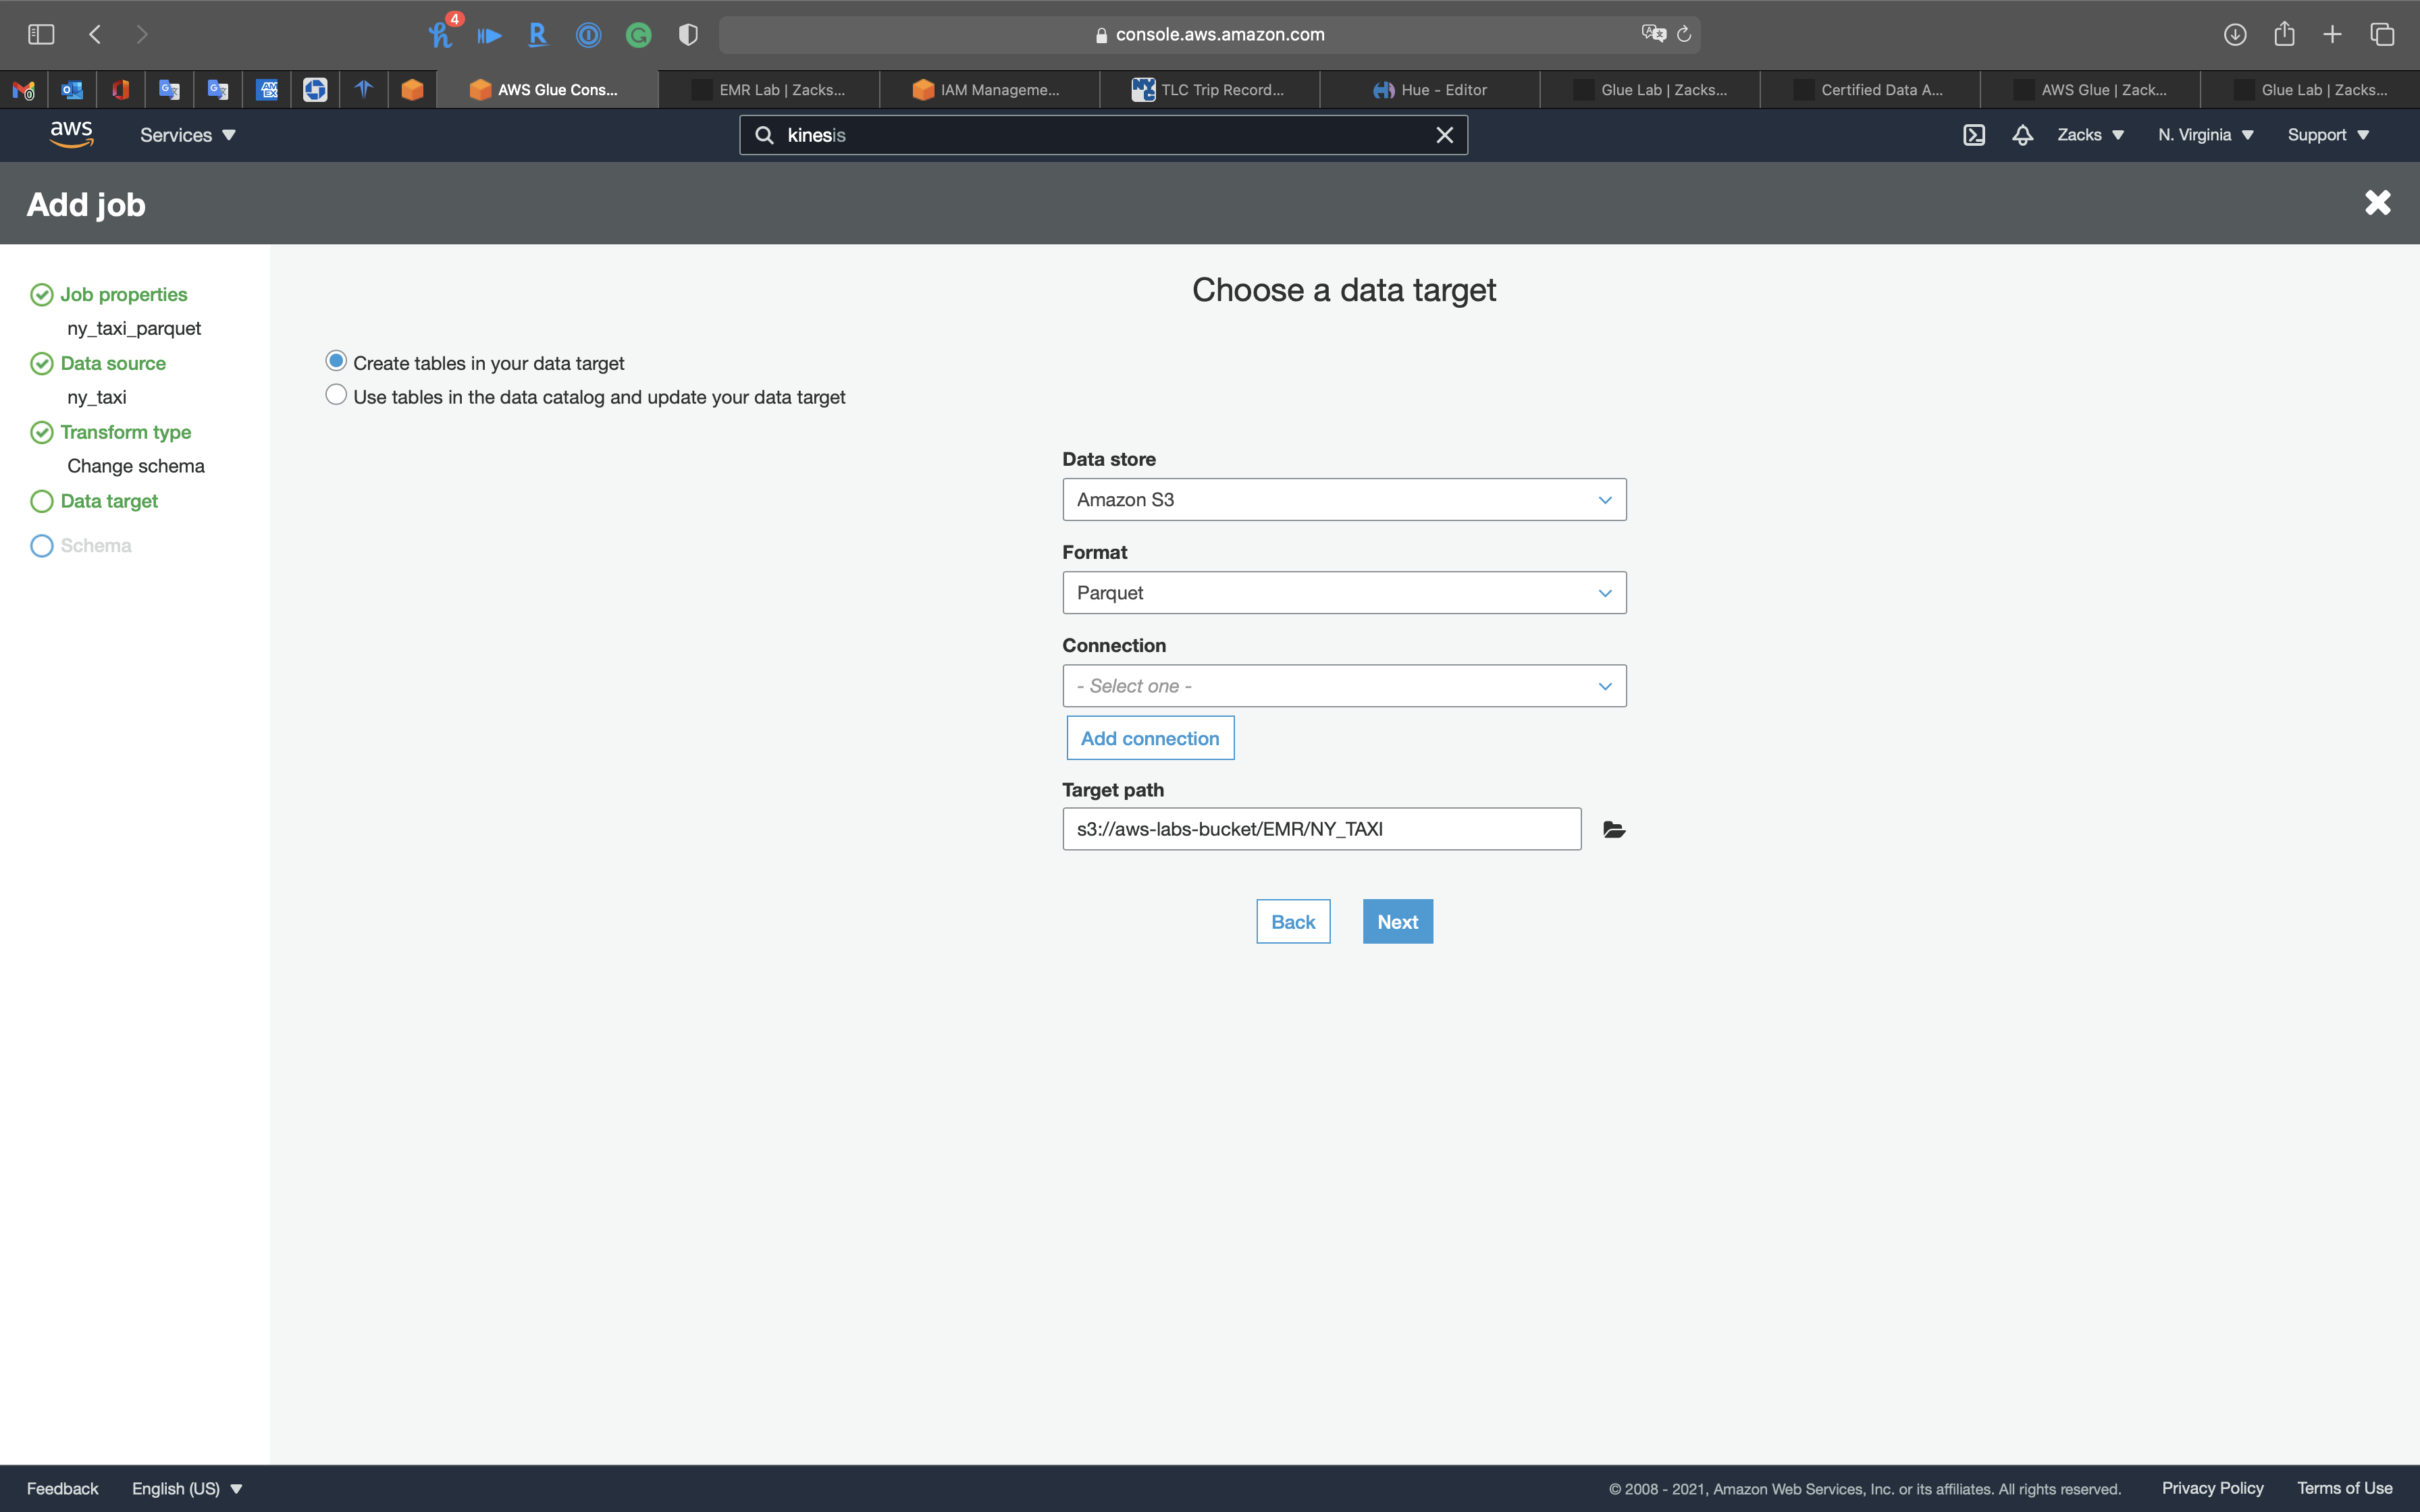 4
console.aws.amazon.com
0
AWS Glue Cons...
EMR Lab | Zacks...
IAM Manageme...
NYC
TLC Trip Record...
Hue - Editor
Glue Lab | Zacks...
Certified Data A...
AWS Glue | Zack...
Glue Lab | Zacks...
aws
Services
kinesis
Zacks
N. Virginia
Support
Add job
Job properties
ny_taxi_parquet
Data source
ny_taxi
Transform type
Change schema
Data target
Schema
Choose a data target
Create tables in your data target
Use tables in the data catalog and update your data target
Data store
Amazon S3
Format
Parquet
Connection
- Select one -
Add connection
Target path
s3://aws-labs-bucket/EMR/NY_TAXI
Back
Next
Feedback
English (US)
© 2008 - 2021, Amazon Web Services, Inc. or its affiliates. All rights reserved.
Privacy Policy
Terms of Use